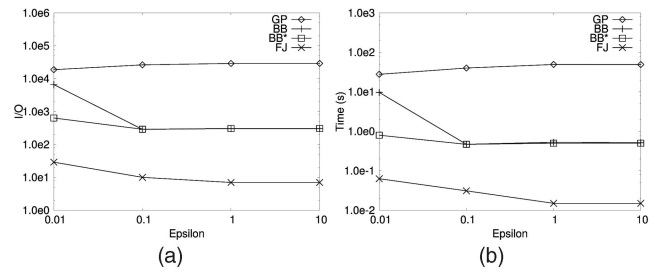 1.0e6
1.0e5
1.0e4
1.0e3
1.0e2
1.0e1
1.0e0
I/O
0.01 0.1 1 10
Epsilon
GP
BB
BB*
FJ
(a)
1.0e3
1.0e2
1.0e1
1.0e0
1.0e-1
1.0e-2
Time (s)
0.01 0.1 1 10
Epsilon
GP
BB
BB*
FJ
(b)